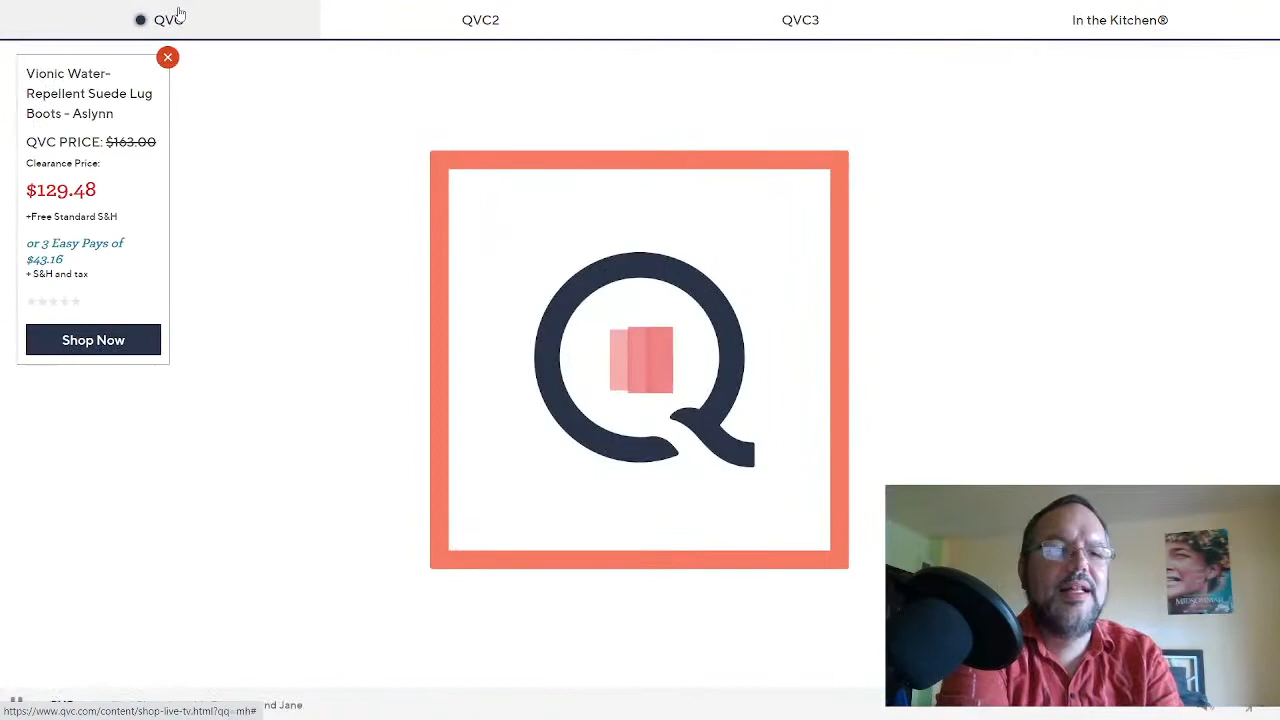 QVC
QVC2
QVC3
In the Kitchen®
Vionic Water-
Repellent Suede Lug
Boots - Aslynn
QVC PRICE: $163.00
Clearance Price:
$129.48
+Free Standard S&H
or 3 Easy Pays of
$43.16
+ S&H and tax
Shop Now
Q
MIDSOMMAR
nd Jane
https://www.qvc.com/content/shop-live-tv.html?qq=mh#